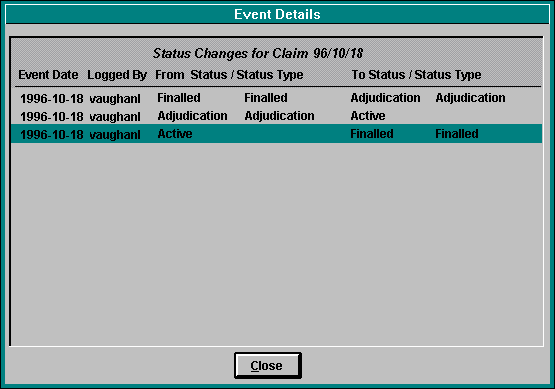 Event Details
Status Changes for Claim 96/10/18
Event Date Logged By From Status / Status Type To Status / Status Type
1996-10-18 vaughanl Finalled Finalled Adjudication Adjudication
1996-10-18 vaughanl Adjudication Adjudication Active
1996-10-18 vaughanl Active Finalled Finalled
Close